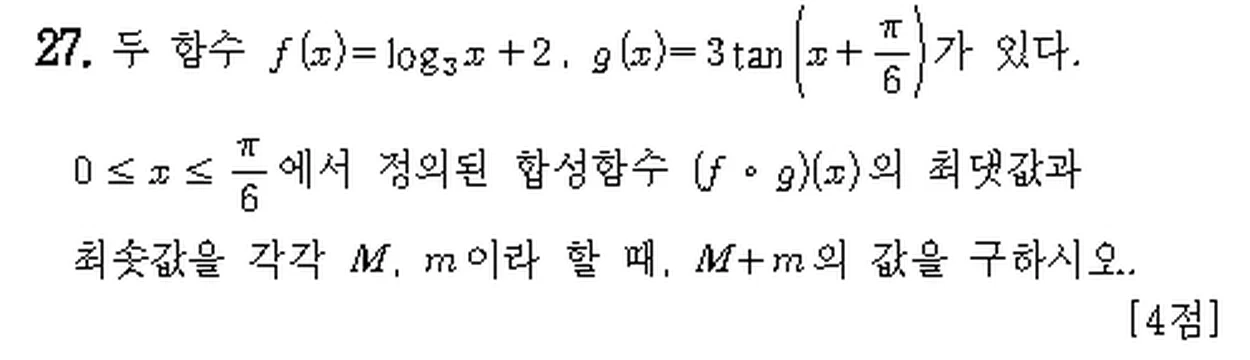 27. 두 함수 f(x)=log₃x+2, g(x)=3tan(x+π/6)가 있다.
0≤x≤π/6에서 정의된 합성함수 (f∘g)(x)의 최댓값과
최솟값을 각각 M, m이라 할 때, M+m의 값을 구하시오..
[4점]